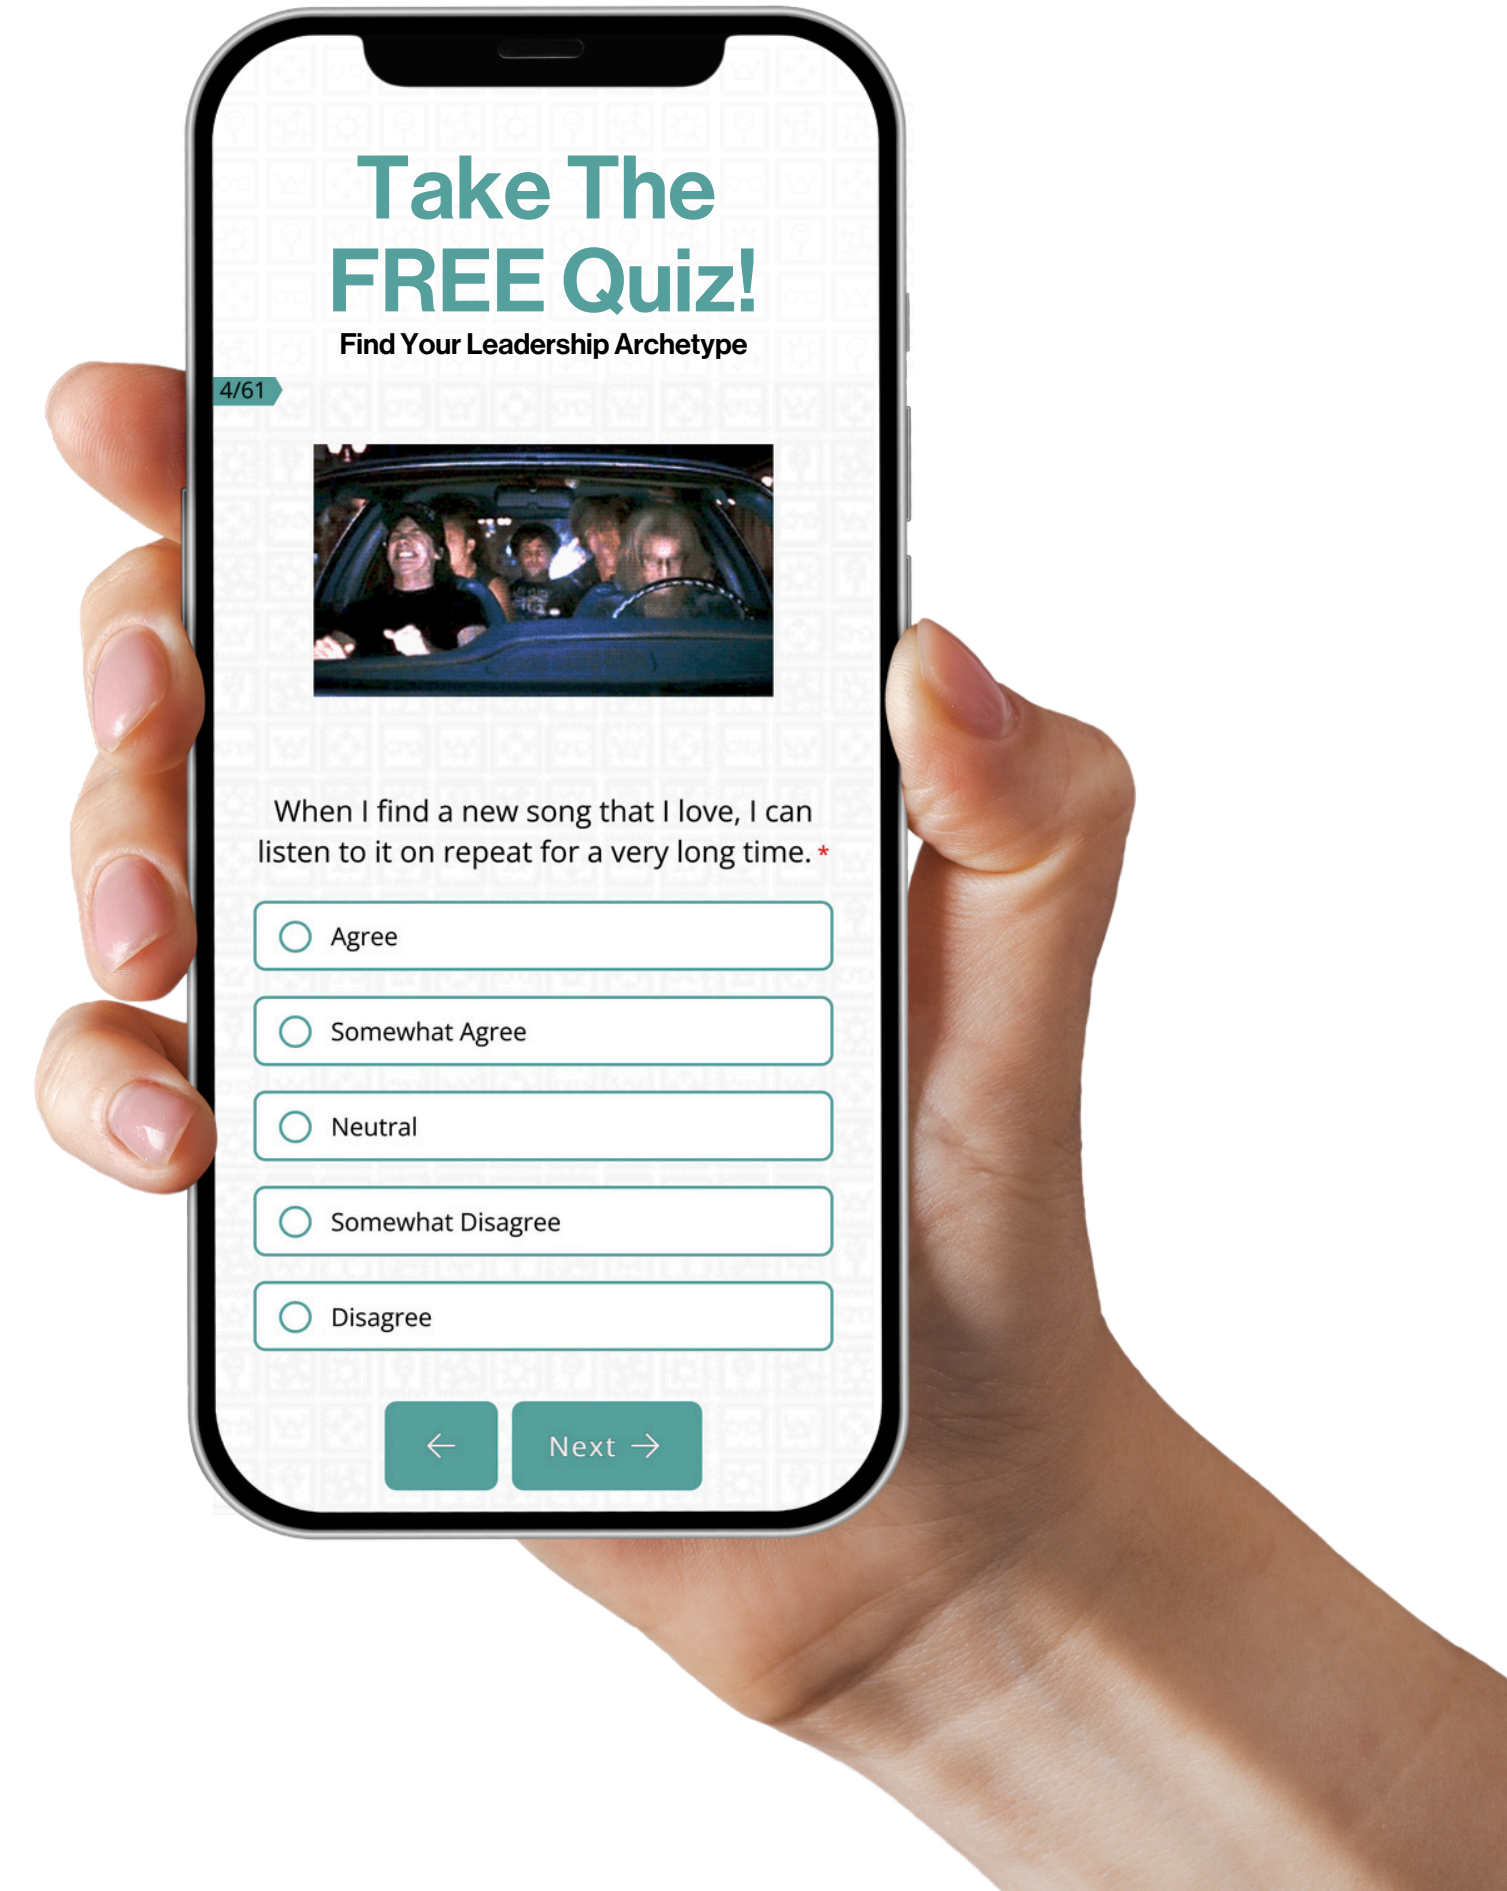 Take The
FREE Quiz!
Find Your Leadership Archetype
4/61
When I find a new song that I love, I can
listen to it on repeat for a very long time. *
Agree
Somewhat Agree
Neutral
Somewhat Disagree
Disagree
← 
Next →